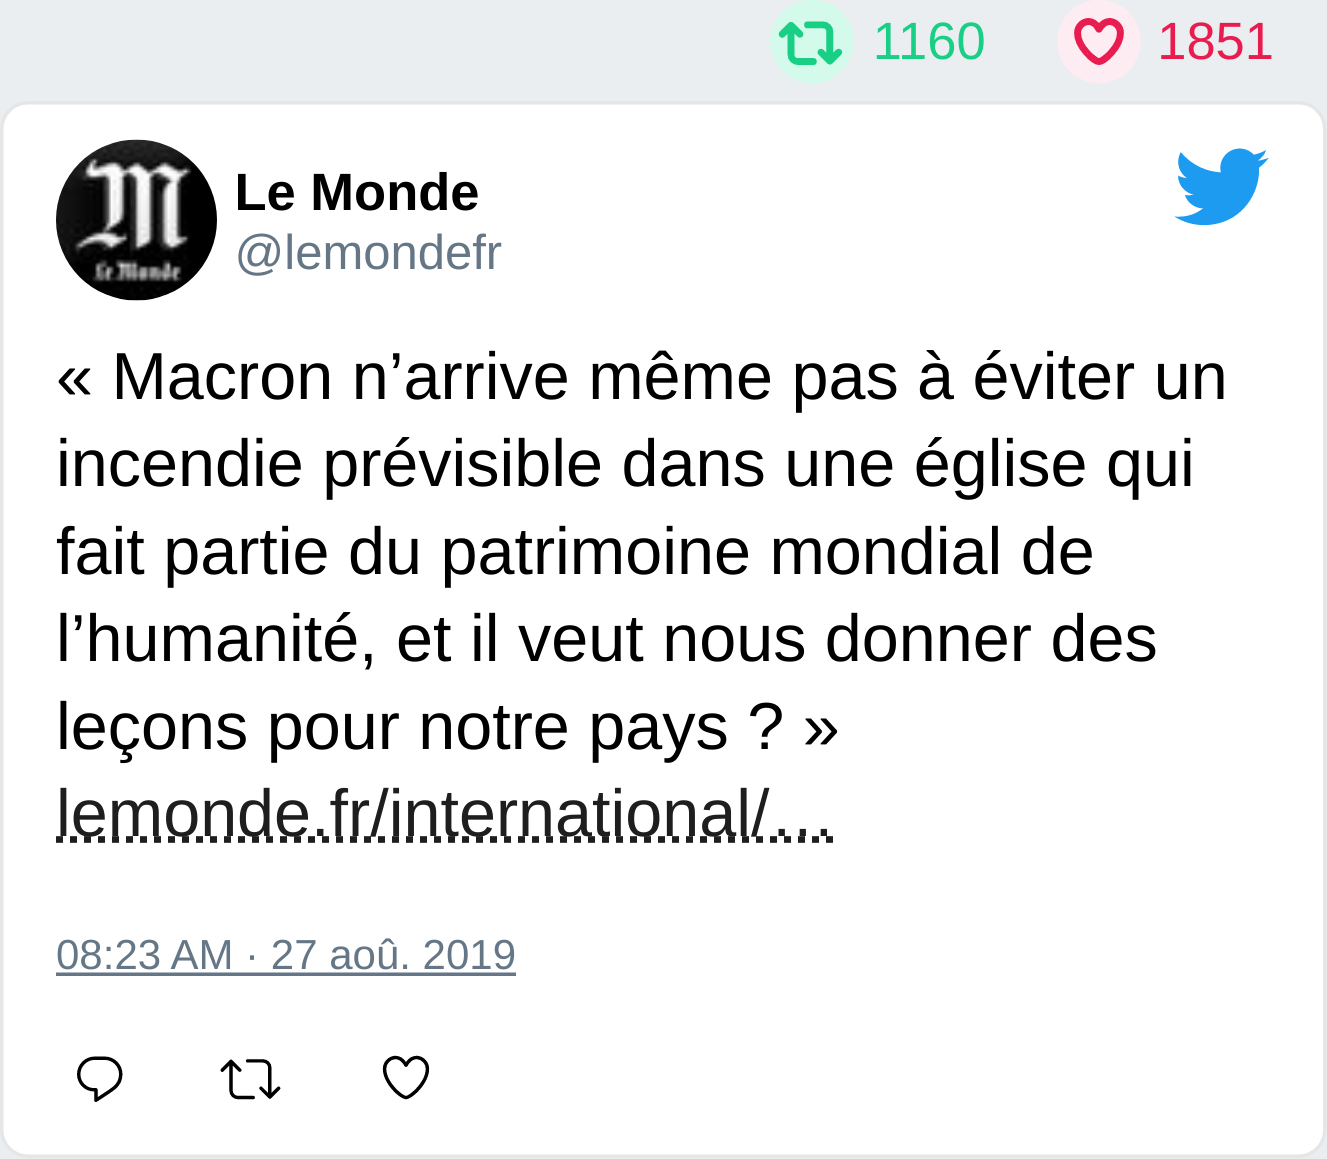 1160 1851
Le Monde
Le Monde
@lemondefr
« Macron n’arrive même pas à éviter un
incendie prévisible dans une église qui
fait partie du patrimoine mondial de
l’humanité, et il veut nous donner des
leçons pour notre pays ? »
lemonde.fr/international/…
08:23 AM · 27 aoû. 2019